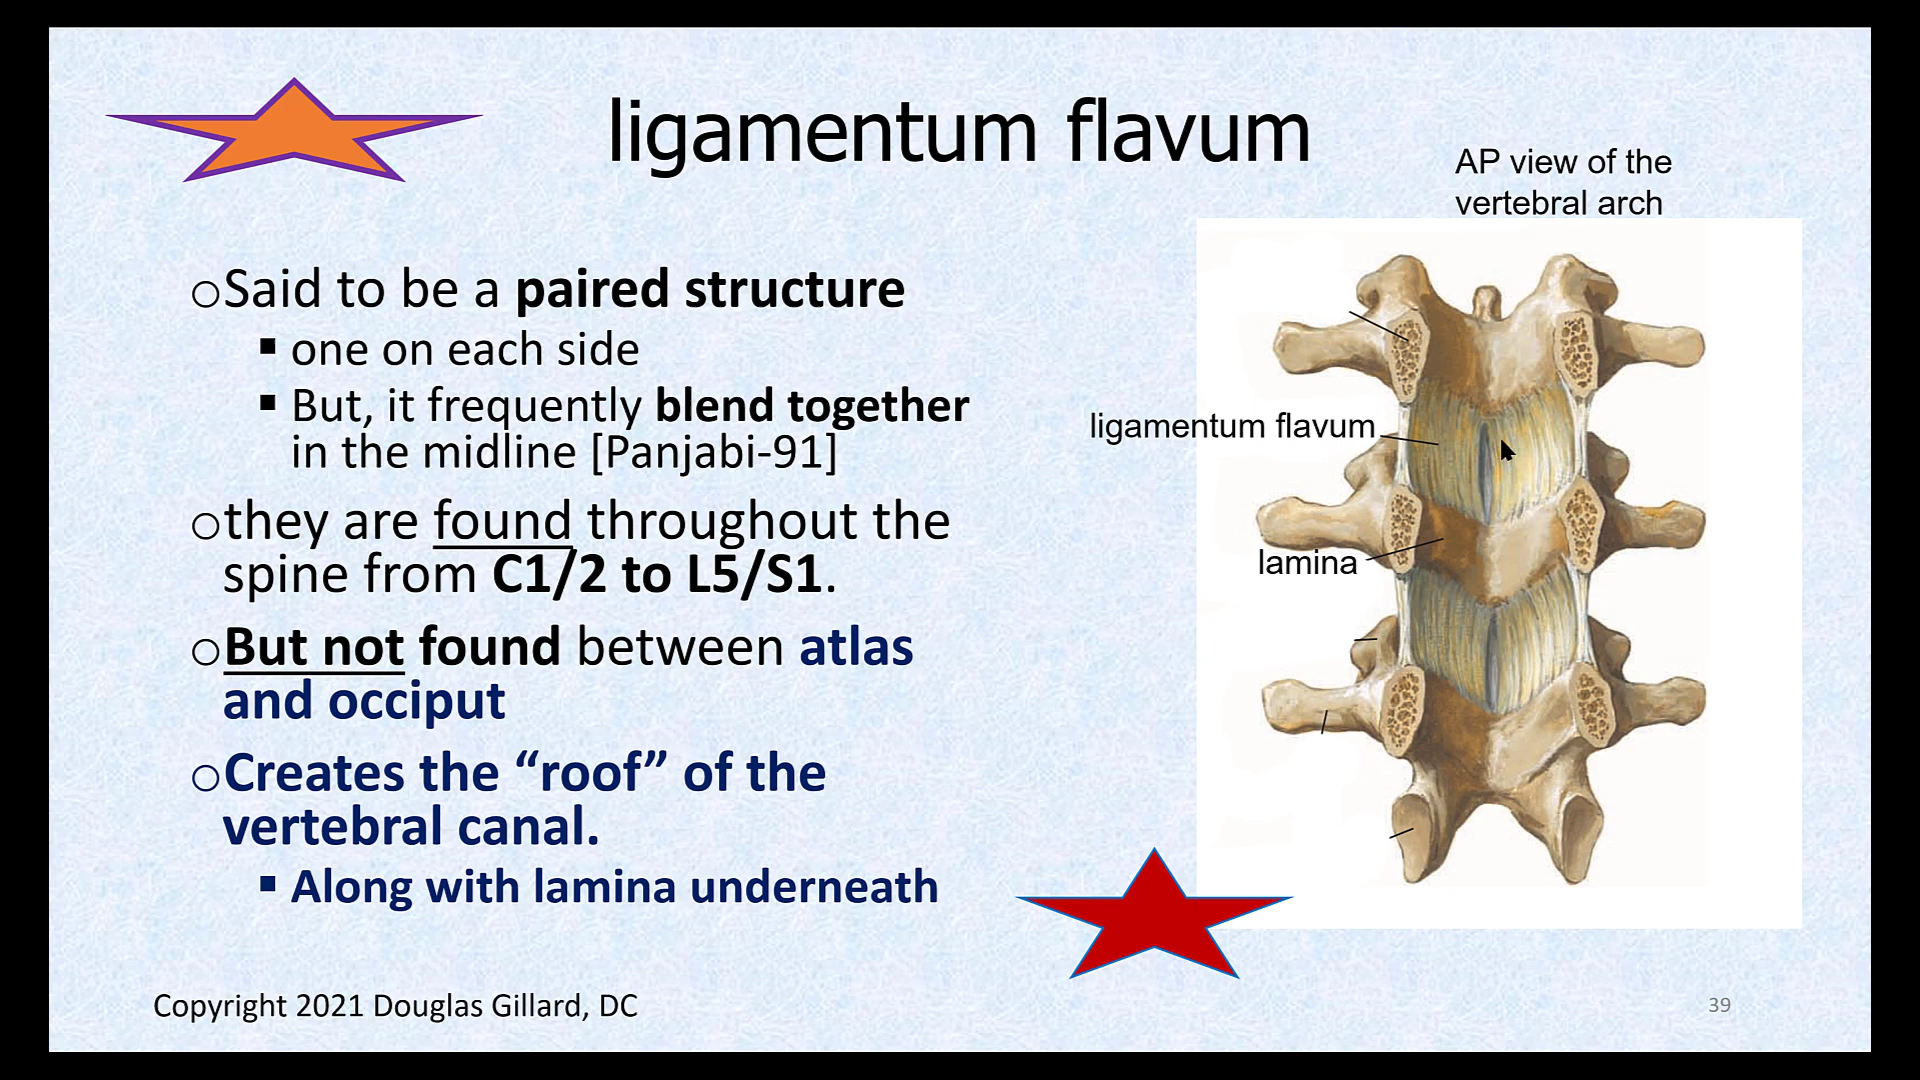 ligamentum flavum
AP view of the
vertebral arch
oSaid to be a paired structure
▪ one on each side
▪ But, it frequently blend together
in the midline [Panjabi-91]
othey are found throughout the
spine from C1/2 to L5/S1.
oBut not found between atlas
and occiput
oCreates the “roof” of the
vertebral canal.
▪ Along with lamina underneath
ligamentum flavum
lamina
Copyright 2021 Douglas Gillard, DC
39